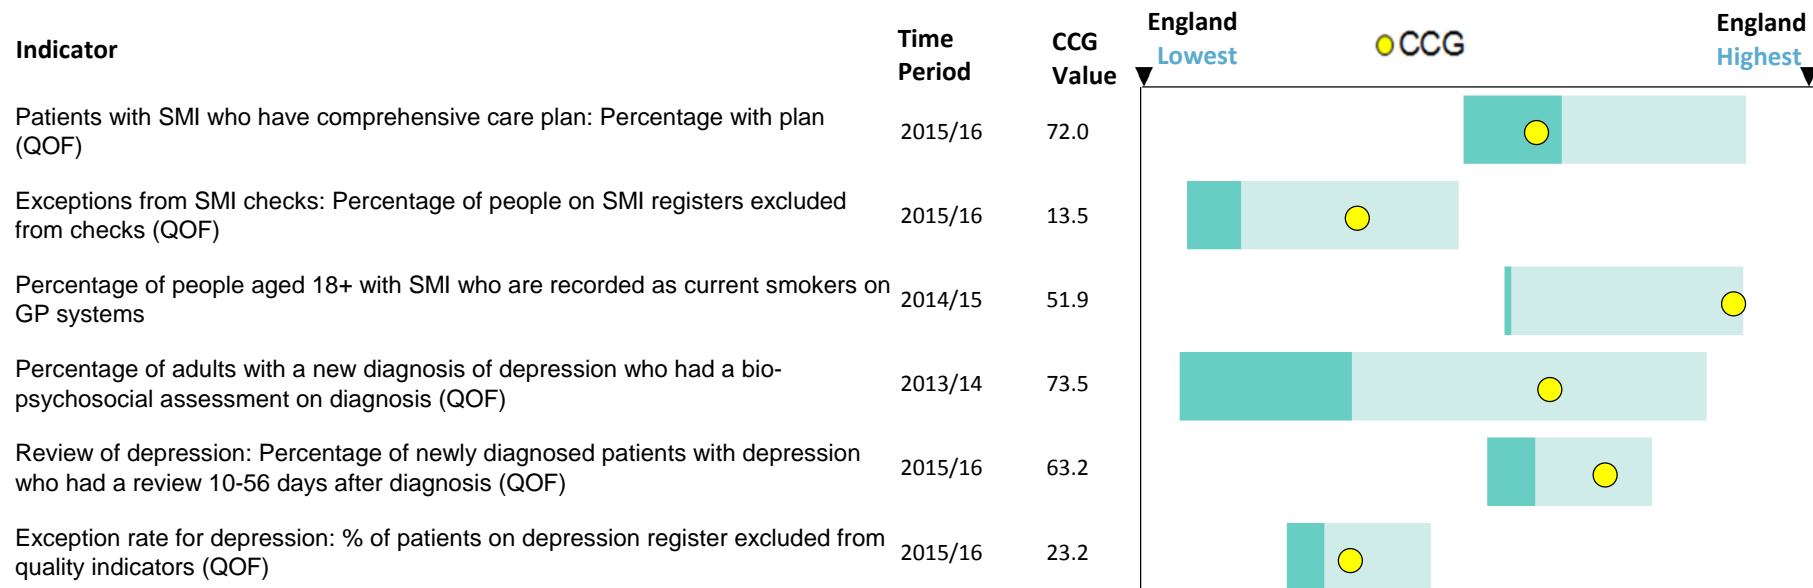 Indicator
Time
Period
CCG
Value
England
Lowest
CCG
England
Highest
Patients with SMI who have comprehensive care plan: Percentage with plan
(QOF)
2015/16
72.0
Exceptions from SMI checks: Percentage of people on SMI registers excluded
from checks (QOF)
2015/16
13.5
Percentage of people aged 18+ with SMI who are recorded as current smokers on
GP systems
2014/15
51.9
Percentage of adults with a new diagnosis of depression who had a bio-
psychosocial assessment on diagnosis (QOF)
2013/14
73.5
Review of depression: Percentage of newly diagnosed patients with depression
who had a review 10-56 days after diagnosis (QOF)
2015/16
63.2
Exception rate for depression: % of patients on depression register excluded from
quality indicators (QOF)
2015/16
23.2